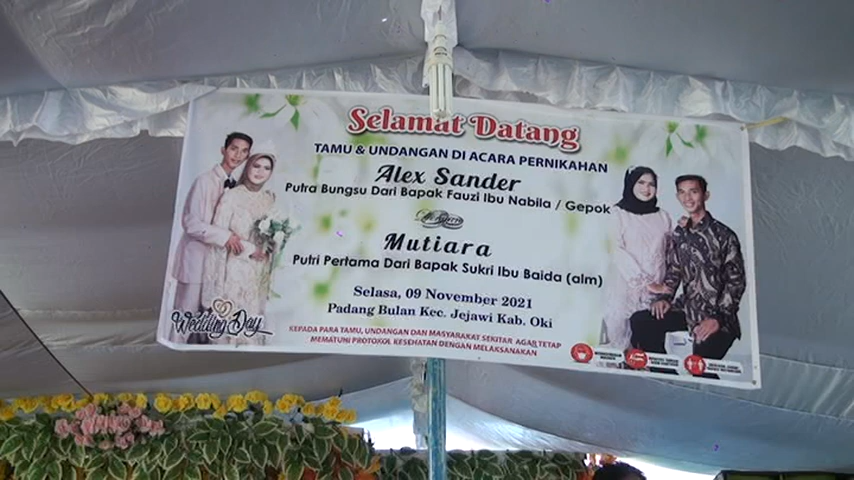 Selamat Datang
TAMU & UNDANGAN DI ACARA PERNIKAHAN
Alex Sander
Putra Bungsu Dari Bapak Fauzi Ibu Nabila / Gepok
Mutiara
Putri Pertama Dari Bapak Sukri Ibu Baida (alm)
Selasa, 09 November 2021
Padang Bulan Kec. Jejawi Kab. Oki
Wedding Day
KEPADA PARA TAMU, UNDANGAN DAN MASYARAKAT SEKITAR AGAR TETAP
MEMATUHI PROTOKOL KESEHATAN DENGAN MELAKSANAKAN